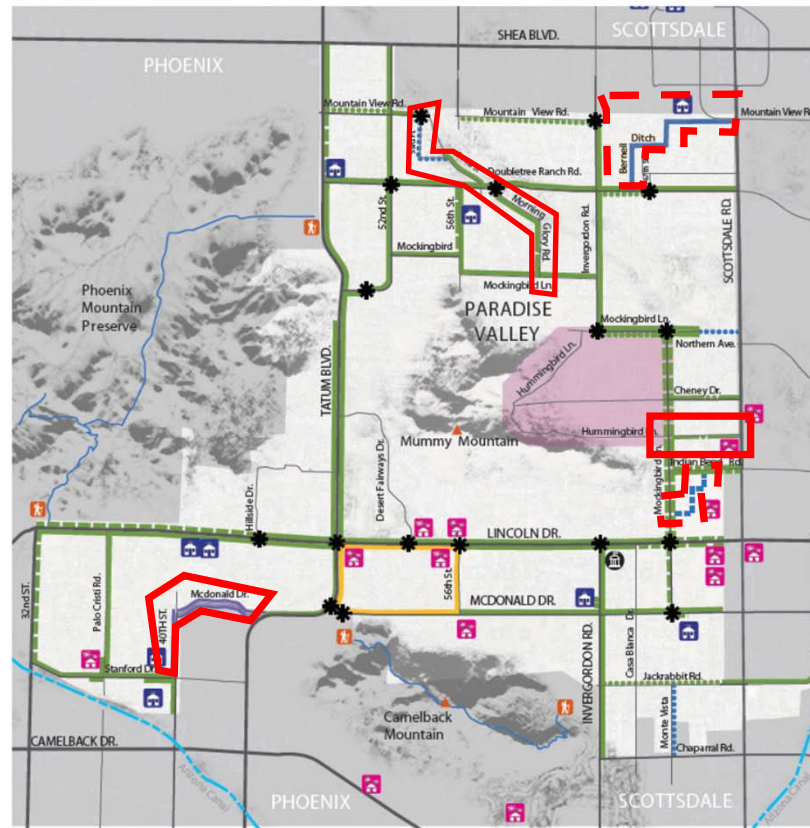 SCOTTSDALE
SHEA BLVD.
PHOENIX
Mountain View Rd.
Mountain View Rd.
Mountain View Rd
Ditch
Bernell
Doubletree Ranch Rd.
52nd St.
56th St.
Morning
Glory Rd.
Invergordon Rd.
SCOTTSDALE RD.
Mockingbird
Mockingbird Ln.
Phoenix
Mountain
Preserve
PARADISE
VALLEY
Mockingbird Ln.
Northern Ave.
TATUM BLVD.
Hummingbird Ln.
Cheney Dr.
Mummy Mountain
Hummingbird Ln.
Mockingbird Ln.
Indian Bend Rd.
Desert Fairways Dr.
Hillside Dr.
LINCOLN DR.
32nd ST.
Palo Cristi Rd.
40TH ST.
Mcdonald Dr.
56th St.
MCDONALD DR.
INVERGORDON RD.
Casa Blanca Dr.
Stanford Dr.
Jackrabbit Rd.
Monte Vista
Camelback
Mountain
CAMELBACK DR.
Chaparral Rd.
Arizona Canal
PHOENIX
SCOTTSDALE
Arizona Canal